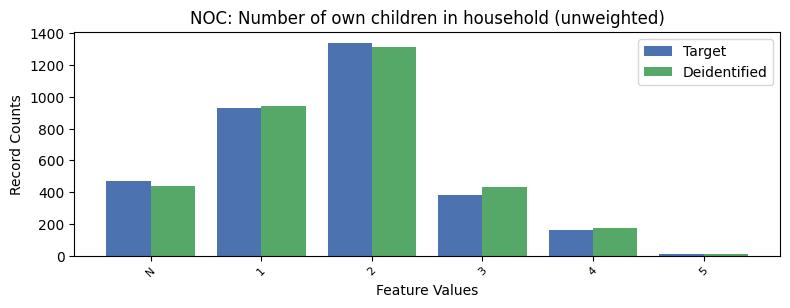 NOC: Number of own children in household (unweighted)
Target
Deidentified
Record Counts
1400
1200
1000
800
600
400
200
0
N
1
2
3
4
5
Feature Values